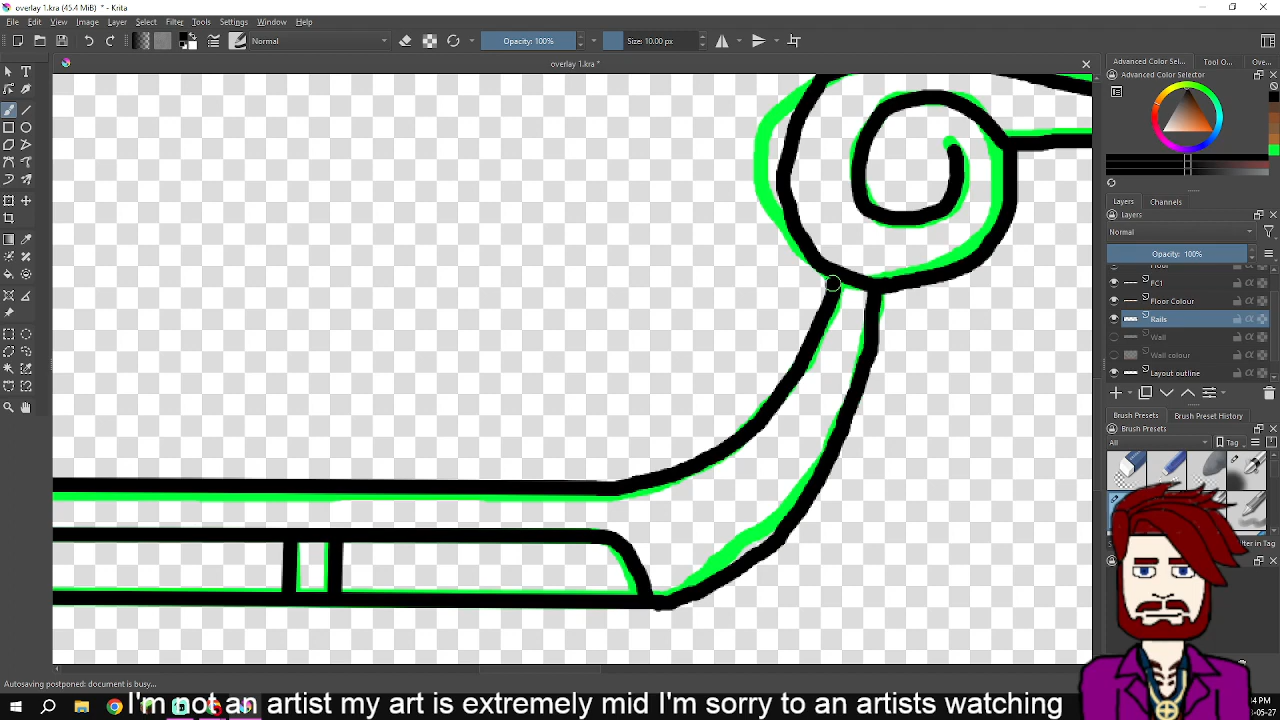 overlay 1.kra (45.4 MiB) * - Krita
File Edit View Image Layer Select Filter Tools Settings Window Help
Normal Opacity: 100% Size: 10.00 px
overlay 1.kra *
Advanced Color Sel... Tool O... Ove...
Advanced Color Selector
Layers Channels
Layers
Normal
Opacity: 100%
FC1
Floor Colour
Rails
Wall
Wall colour
Layout outline
Brush Presets Brush Preset History
Brush Presets
All Tag
er in Tag
Autosaving postponed: document is busy...
I'm not an artist my art is extremely mid I'm sorry to an artists watching